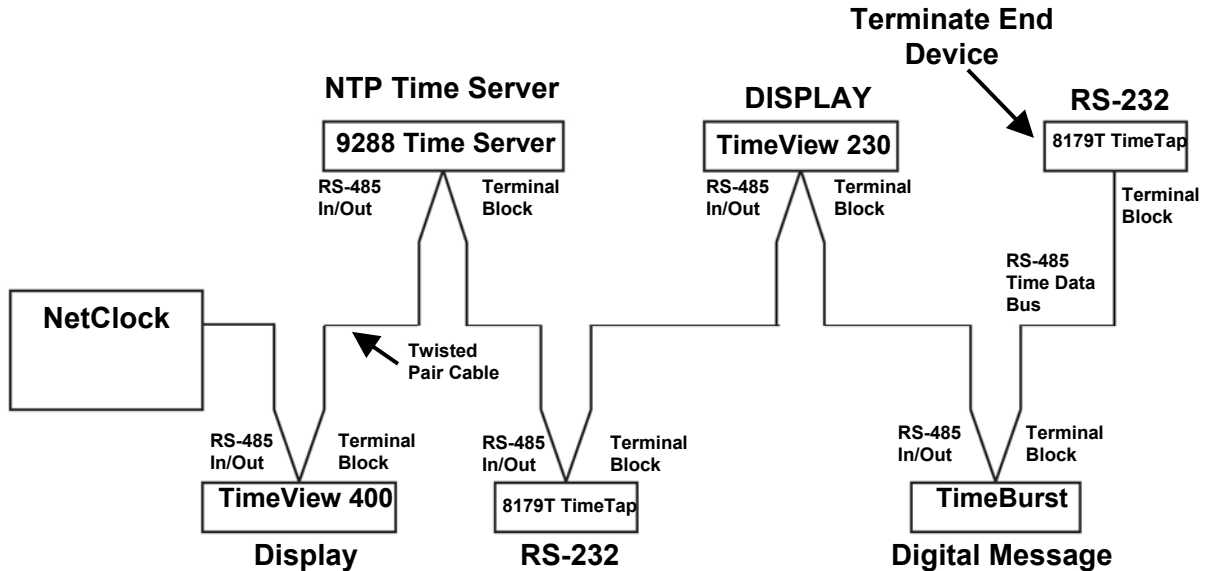 Terminate End
Device
NTP Time Server
DISPLAY
RS-232
9288 Time Server
TimeView 230
8179T TimeTap
RS-485
In/Out
Terminal
Block
RS-485
In/Out
Terminal
Block
Terminal
Block
RS-485
Time Data
Bus
NetClock
Twisted
Pair Cable
RS-485
In/Out
Terminal
Block
RS-485
In/Out
Terminal
Block
RS-485
In/Out
Terminal
Block
TimeView 400
8179T TimeTap
TimeBurst
Display
RS-232
Digital Message